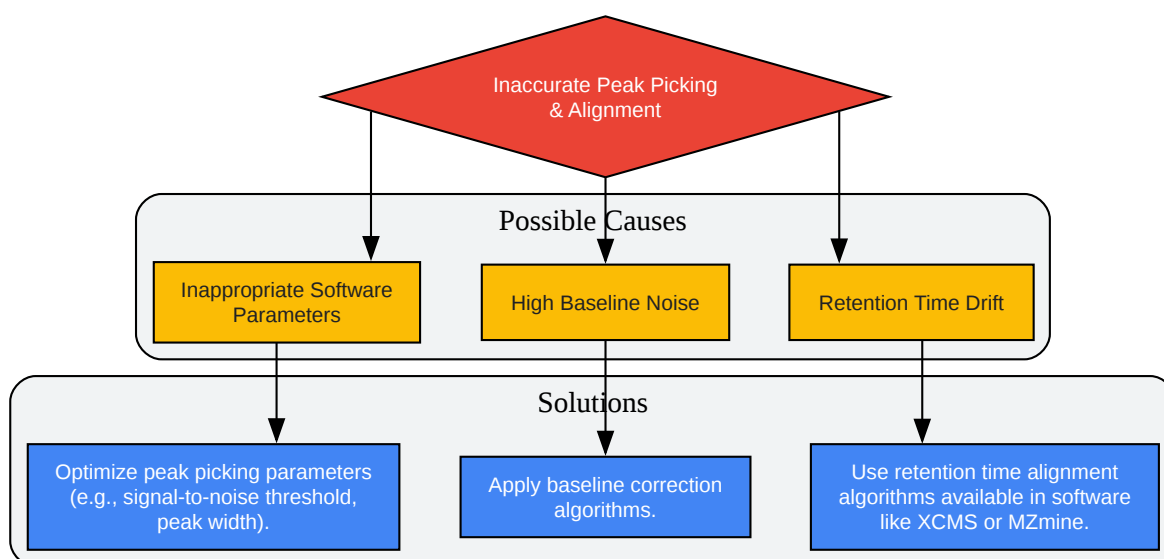 Inaccurate Peak Picking
& Alignment
Possible Causes
Inappropriate Software
Parameters
High Baseline Noise
Retention Time Drift
Solutions
Optimize peak picking parameters
(e.g., signal-to-noise threshold,
peak width).
Apply baseline correction
algorithms.
Use retention time alignment
algorithms available in software
like XCMS or MZmine.